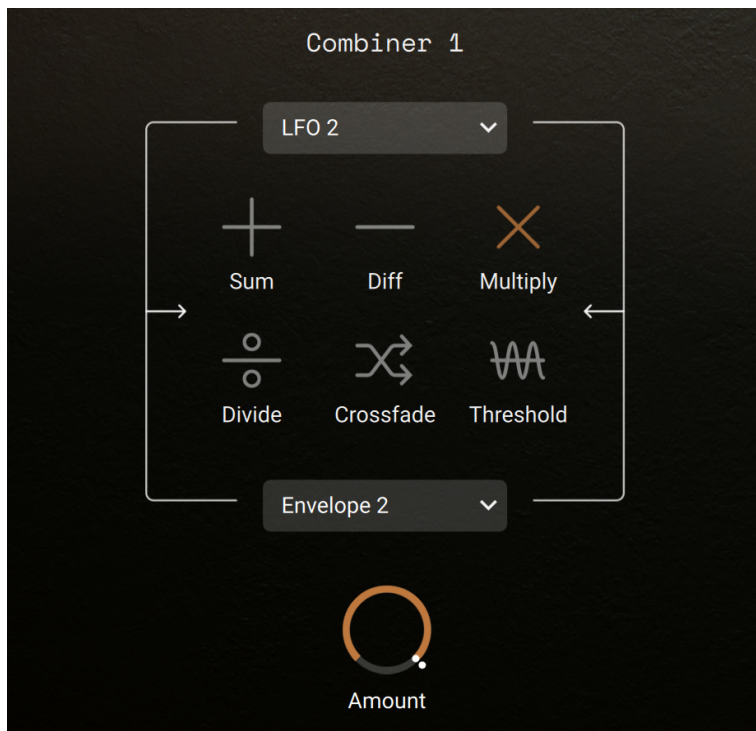 Combiner 1
LFO 2
Sum Diff Multiply
Divide Crossfade Threshold
Envelope 2
Amount